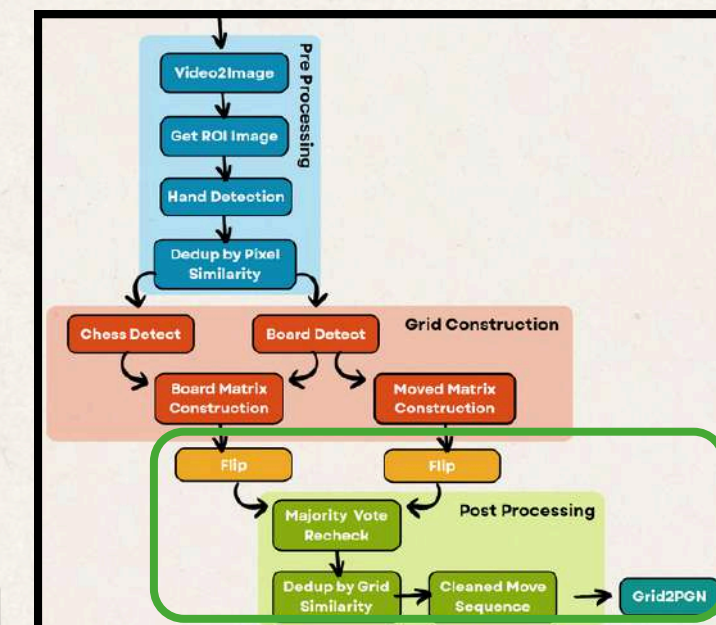 Pre Processing
Video2Image
Get ROI Image
Hand Detection
Dedup by Pixel
Similarity
Grid Construction
Chess Detect
Board Detect
Board Matrix
Construction
Moved Matrix
Construction
Flip
Flip
Post Processing
Majority Vote
Recheck
Dedup by Grid
Similarity
Cleaned Move
Sequence
Grid2PGN